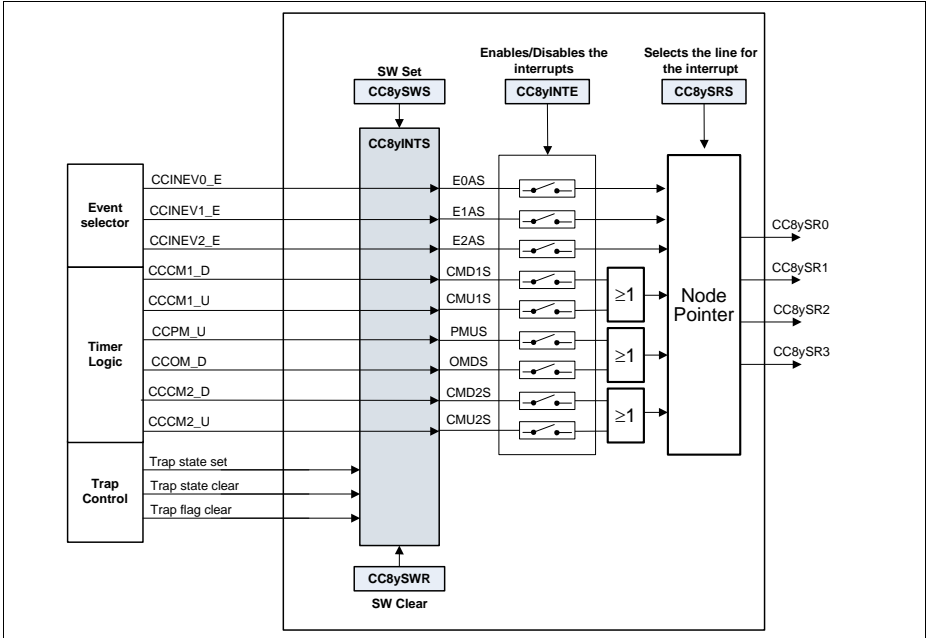 Enables/Disables the
interrupts
Selects the line for
the interrupt
SW Set
CC8ySWS
CC8yINTE
CC8ySRS
CC8yINTS
Event
selector
CCINEV0_E
CCINEV1_E
CCINEV2_E
E0AS
E1AS
E2AS
Timer
Logic
CCCM1_D
CCCM1_U
CCPM_U
CCOM_D
CCCM2_D
CCCM2_U
CMD1S
CMU1S
PMUS
OMDS
CMD2S
CMU2S
≥1
≥1
≥1
Node
Pointer
CC8ySR0
CC8ySR1
CC8ySR2
CC8ySR3
Trap
Control
Trap state set
Trap state clear
Trap flag clear
CC8ySWR
SW Clear